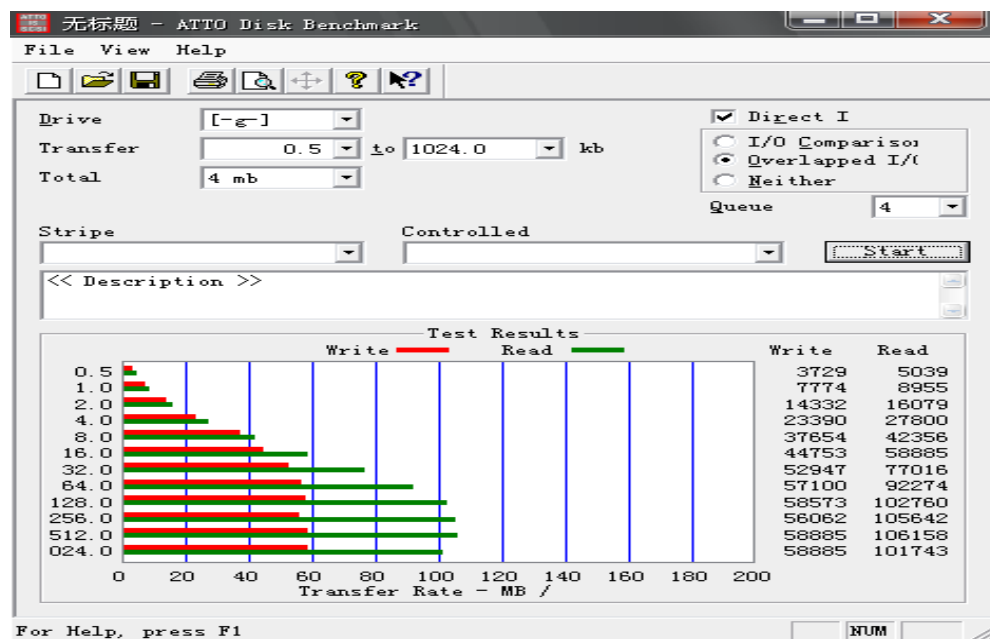 ATTO IS SCSI 无标题 - ATTO Disk Benchmark
File View Help
Drive [-g-] Direct I
Transfer 0.5 to 1024.0 kb I/O Comparison
Overlapped I/(
Total 4 mb Neither
Queue 4
Stripe Controlled Start
<< Description >>
Test Results
Write Read Write Read
0.5 3729 5039
1.0 7774 8955
2.0 14332 16079
4.0 23390 27800
8.0 37654 42356
16.0 44753 58885
32.0 52947 77016
64.0 57100 92274
128.0 58573 102760
256.0 56062 105642
512.0 58885 106158
024.0 58885 101743
0 20 40 60 80 100 120 140 160 180 200
Transfer Rate - MB /
For Help, press F1 NUM